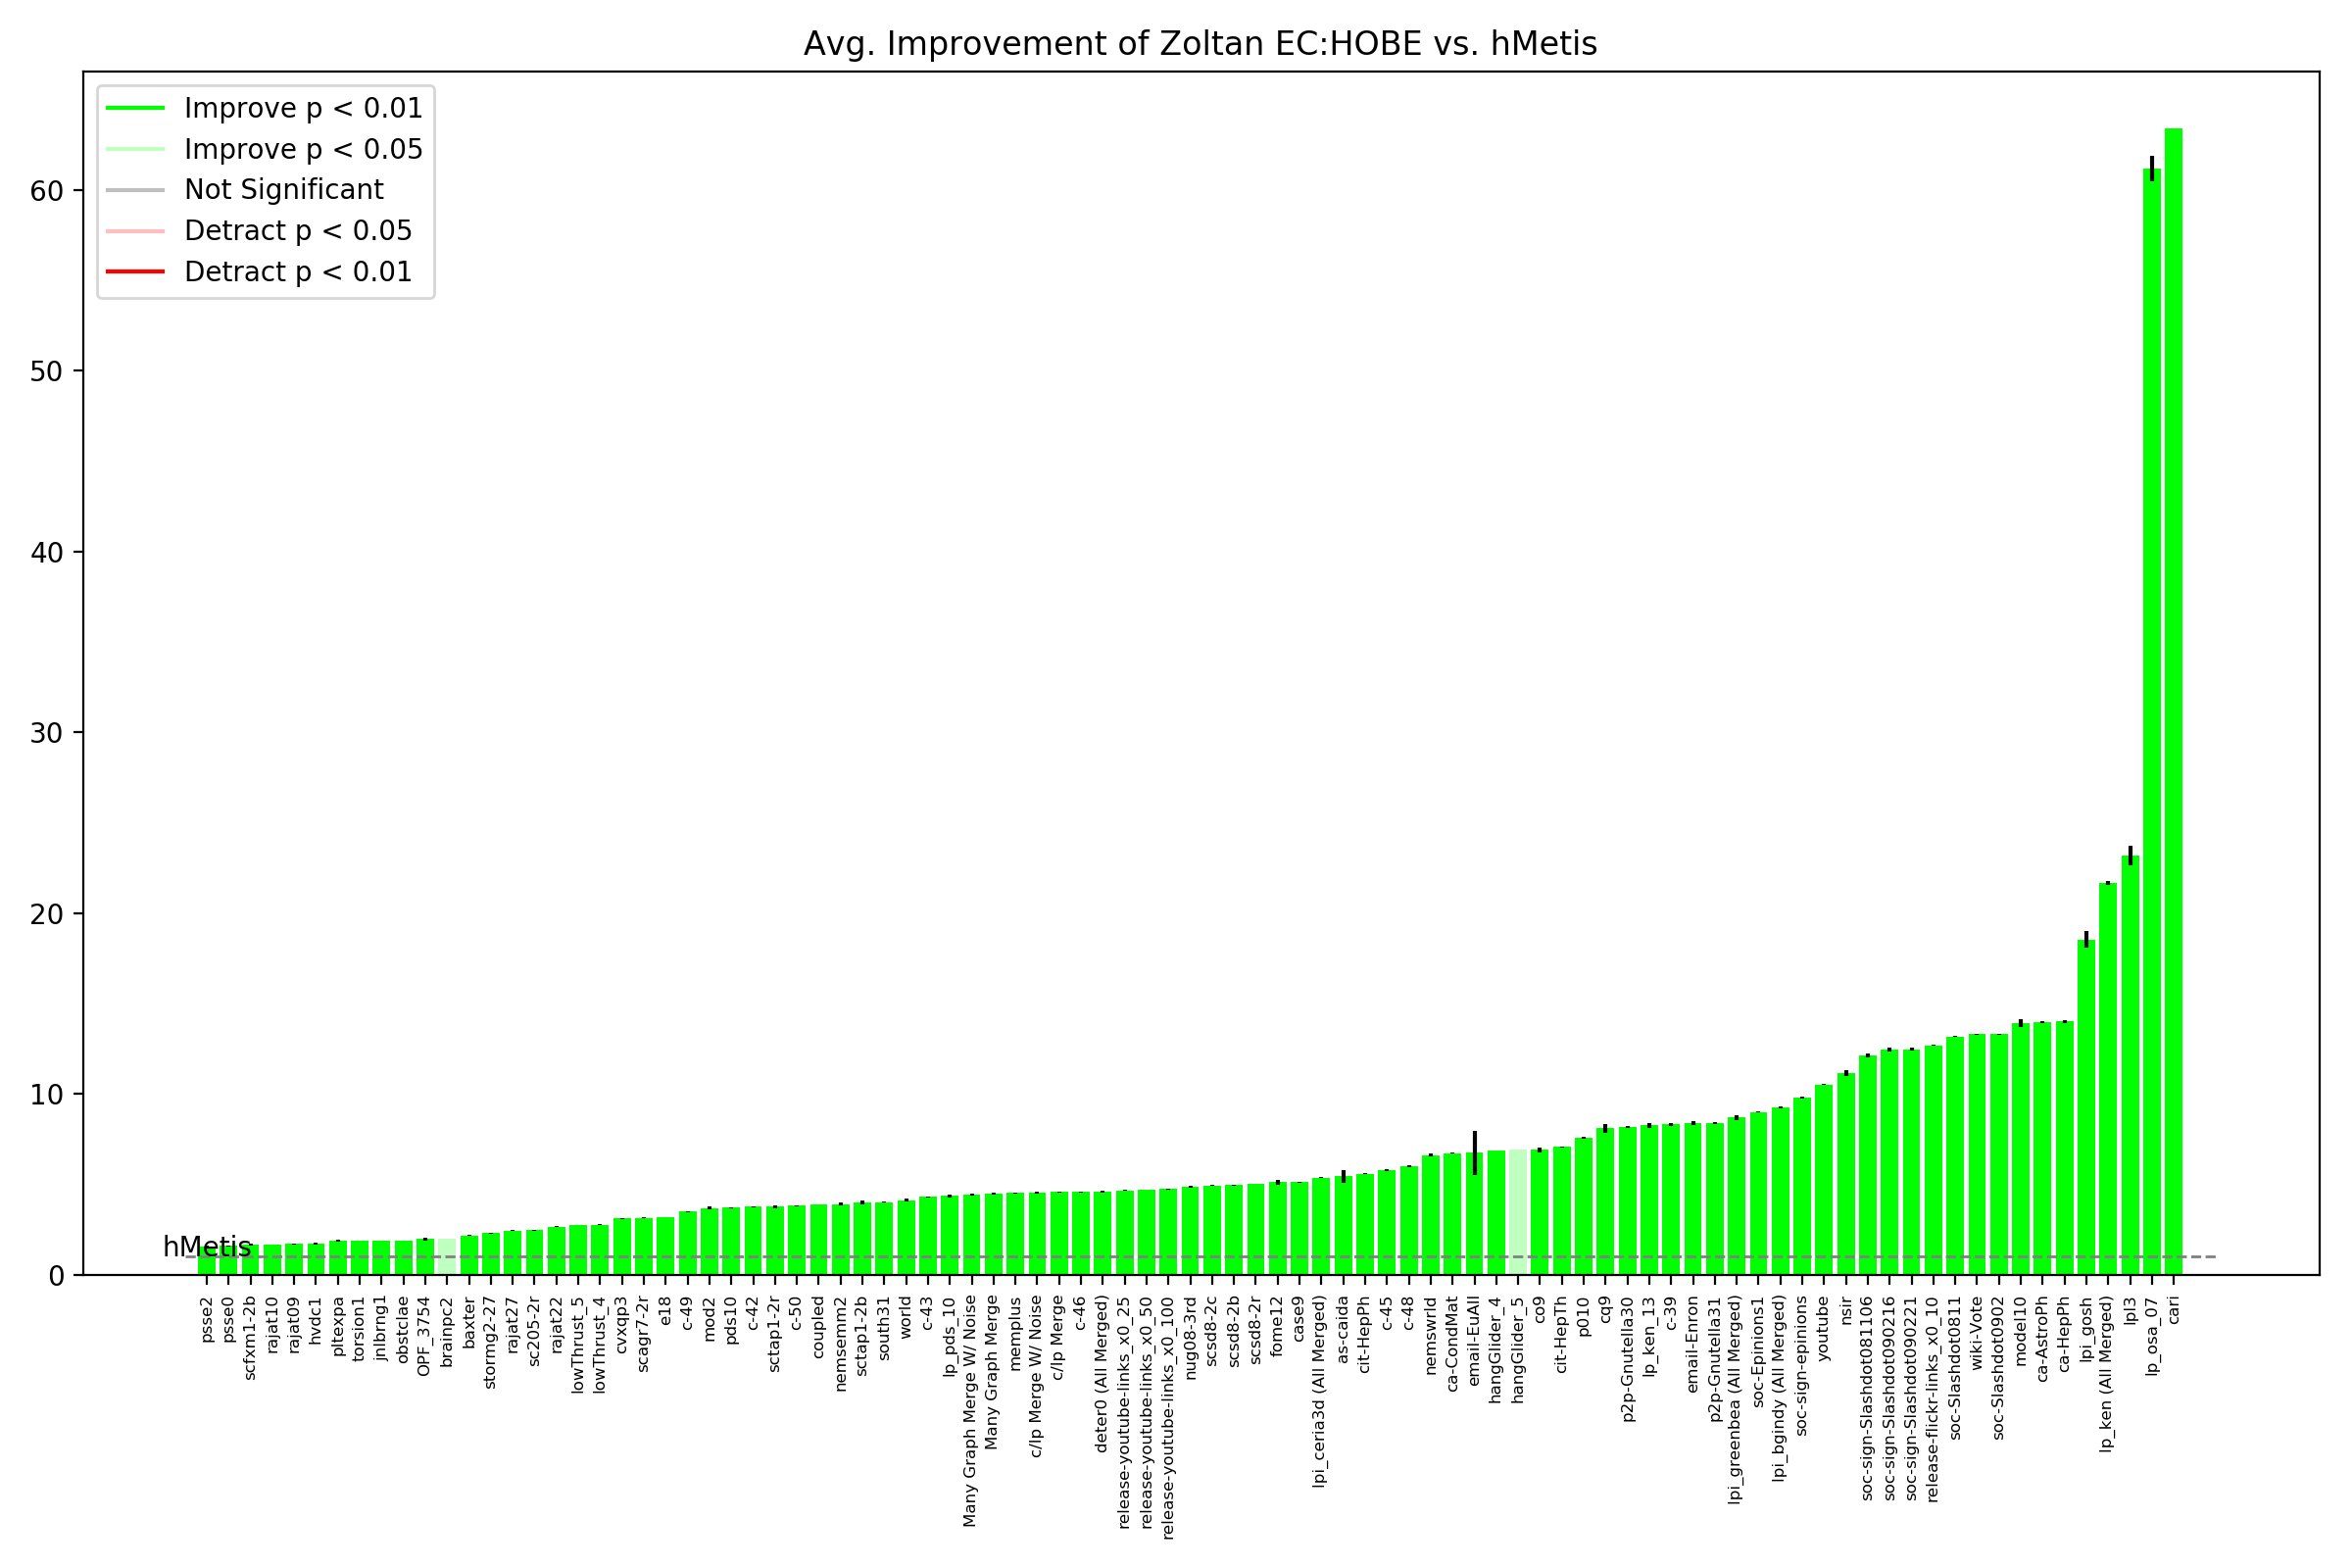 Avg. Improvement of Zoltan EC:HOBE vs. hMetis
Improve p < 0.01
Improve p < 0.05
Not Significant
Detract p < 0.05
Detract p < 0.01
60
50
40
30
20
10
0
hMetis
psse2
psse0
scfxm1-2b
rajat10
rajat09
hvdc1
pltexpa
torsion1
jnlbrng1
obstclae
OPF_3754
brainpc2
baxter
stormg2-27
rajat27
sc205-2r
rajat22
lowThrust_5
lowThrust_4
cvxqp3
scagr7-2r
e18
c-49
mod2
pds10
c-42
sctap1-2r
c-50
coupled
nemsemm2
sctap1-2b
south31
world
c-43
lp_pds_10
Many Graph Merge W/ Noise
Many Graph Merge
memplus
c/lp Merge W/ Noise
c/lp Merge
c-46
deter0 (All Merged)
release-youtube-links_x0_25
release-youtube-links_x0_50
release-youtube-links_x0_100
nug08-3rd
scsd8-2c
scsd8-2b
scsd8-2r
fome12
case9
lpi_ceria3d (All Merged)
as-caida
cit-HepPh
c-45
c-48
nemswrld
ca-CondMat
email-EuAll
hangGlider_4
hangGlider_5
co9
cit-HepTh
p010
cq9
p2p-Gnutella30
lp_ken_13
c-39
email-Enron
p2p-Gnutella31
lpi_greenbea (All Merged)
soc-Epinions1
lpi_bgindy (All Merged)
soc-sign-epinions
youtube
nsir
soc-sign-Slashdot081106
soc-sign-Slashdot090216
soc-sign-Slashdot090221
release-flickr-links_x0_10
soc-Slashdot0811
wiki-Vote
soc-Slashdot0902
model10
ca-AstroPh
ca-HepPh
lpi_gosh
lp_ken (All Merged)
lpl3
lp_osa_07
cari